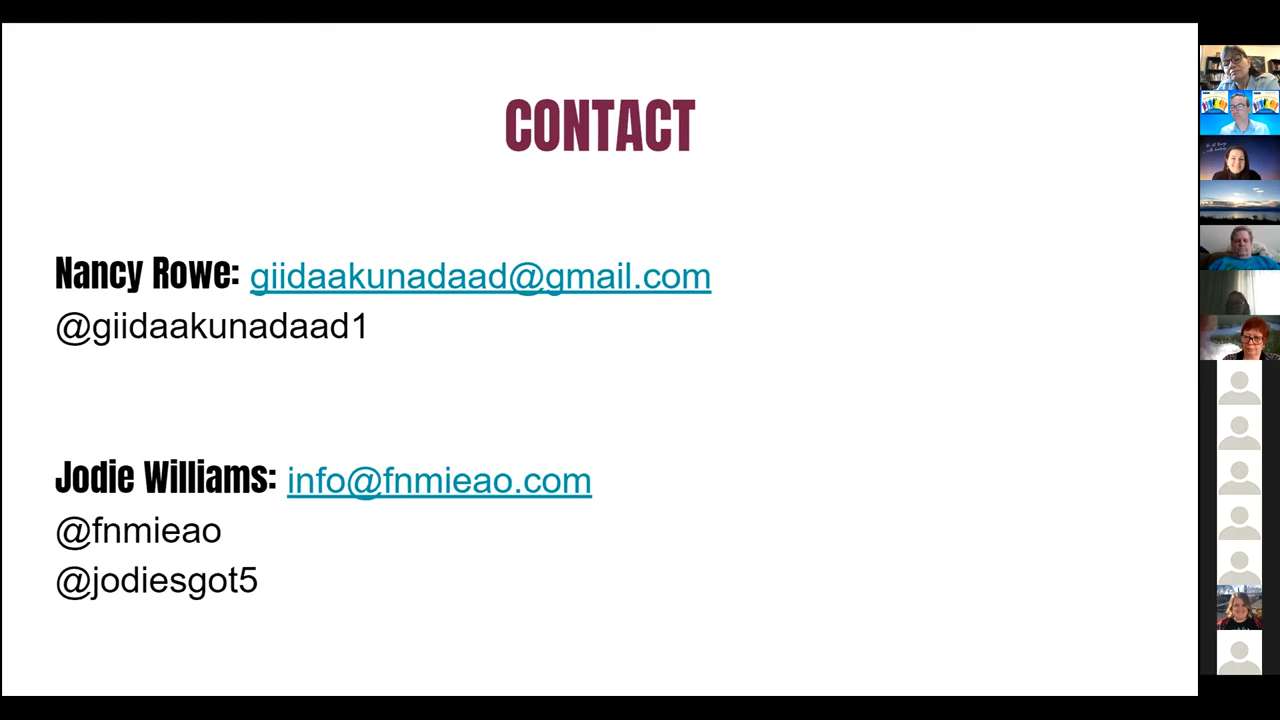 CONTACT
Nancy Rowe: giidaakunadaad@gmail.com
@giidaakunadaad1
Jodie Williams: info@fnmieao.com
@fnmieao
@jodiesgot5